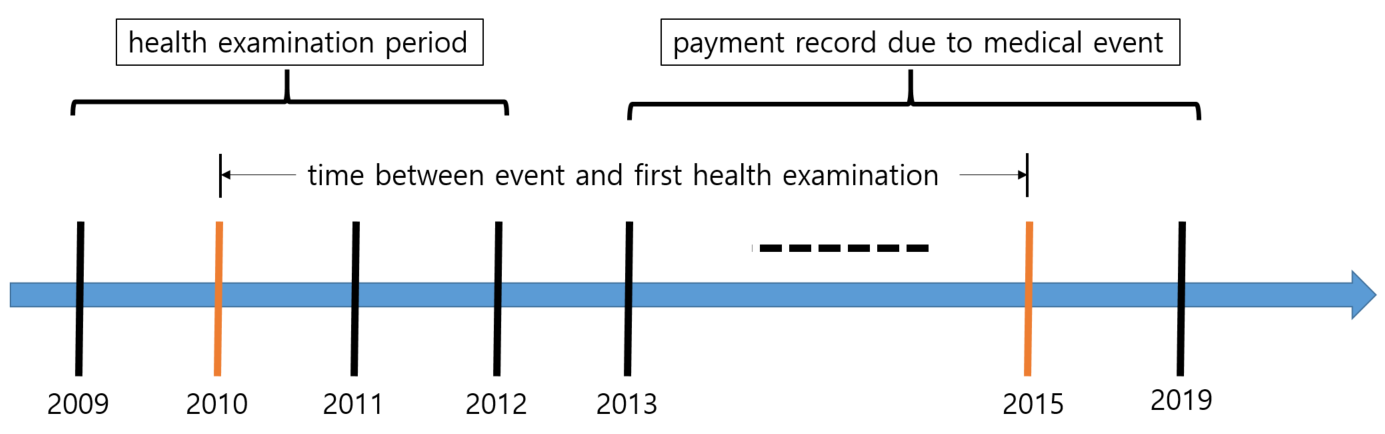 health examination period
payment record due to medical event
time between event and first health examination
2009
2010
2011
2012
2013
2015
2019